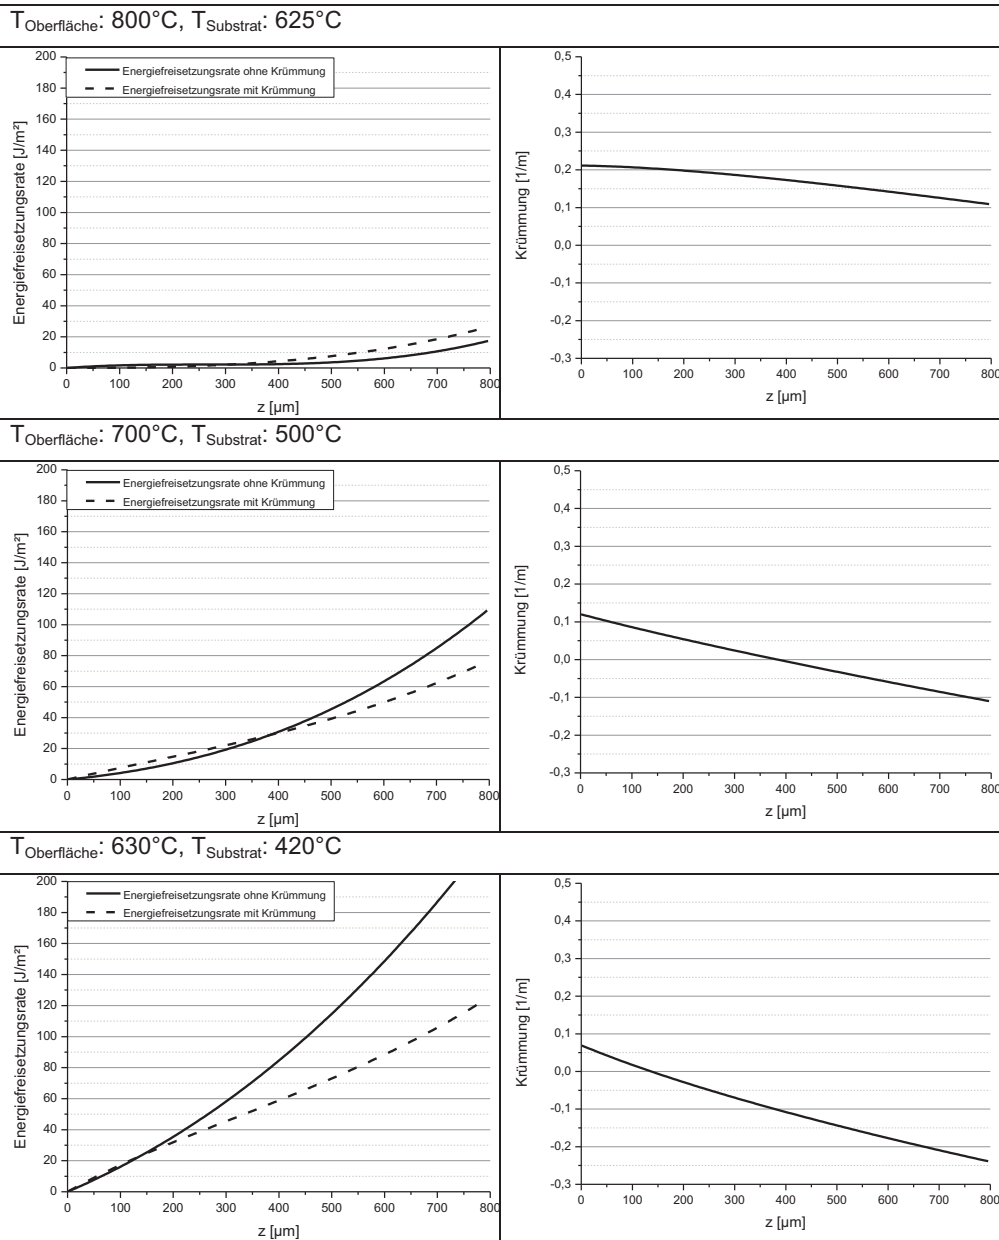 T Oberfläche: 800°C, T Substrat: 625°C
Energiefreisetzungsrate [J/m²]
200
180
160
140
120
100
80
60
40
20
0
Energiefreisetzungsrate ohne Krümmung
Energiefreisetzungsrate mit Krümmung
0 100 200 300 400 500 600 700 800
z [µm]
Krümmung [1/m]
0,5
0,4
0,3
0,2
0,1
0,0
-0,1
-0,2
-0,3
0 100 200 300 400 500 600 700 800
z [µm]
T Oberfläche: 700°C, T Substrat: 500°C
Energiefreisetzungsrate [J/m²]
200
180
160
140
120
100
80
60
40
20
0
Energiefreisetzungsrate ohne Krümmung
Energiefreisetzungsrate mit Krümmung
0 100 200 300 400 500 600 700 800
z [µm]
Krümmung [1/m]
0,5
0,4
0,3
0,2
0,1
0,0
-0,1
-0,2
-0,3
0 100 200 300 400 500 600 700 800
z [µm]
T Oberfläche: 630°C, T Substrat: 420°C
Energiefreisetzungsrate [J/m²]
200
180
160
140
120
100
80
60
40
20
0
Energiefreisetzungsrate ohne Krümmung
Energiefreisetzungsrate mit Krümmung
0 100 200 300 400 500 600 700 800
z [µm]
Krümmung [1/m]
0,5
0,4
0,3
0,2
0,1
0,0
-0,1
-0,2
-0,3
0 100 200 300 400 500 600 700 800
z [µm]